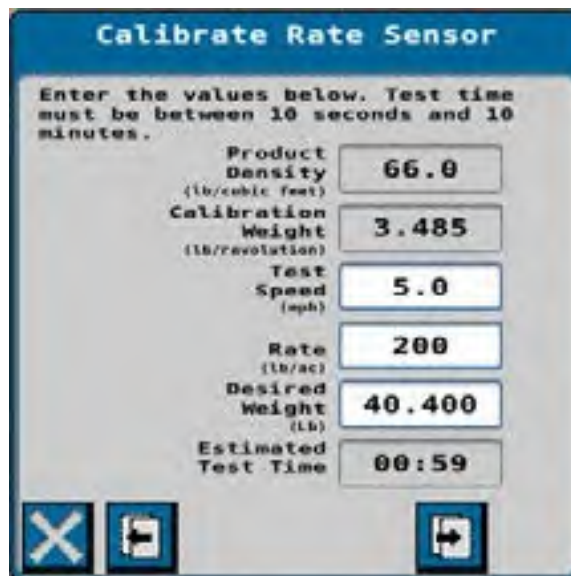 Calibrate Rate Sensor
Enter the values below. Test time
must be between 10 seconds and 10
minutes.
Product
Density
(lb/cubic feet)
66.0
Calibration
Weight
(lb/revolution)
3.485
Test
Speed
(mph)
5.0
Rate
(lb/ac)
200
Desired
Weight
(Lb)
40.400
Estimated
Test Time
00:59